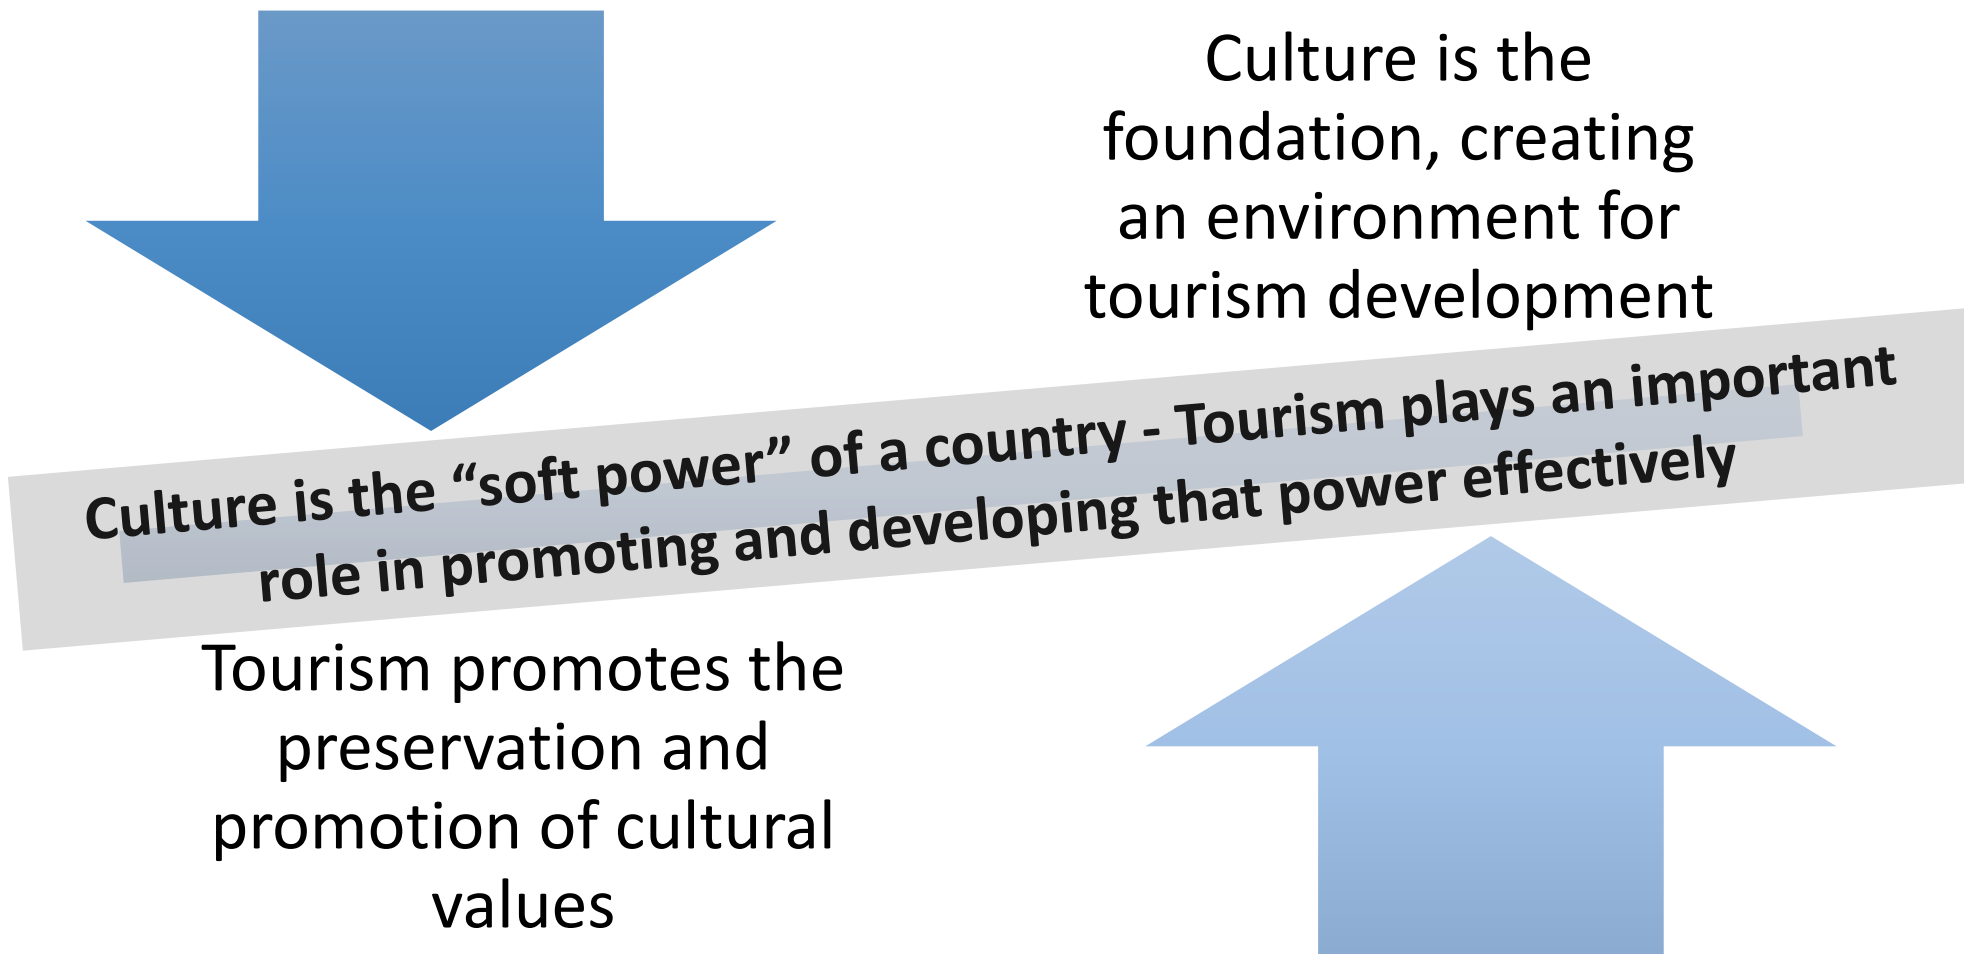 Culture is the
foundation, creating
an environment for
tourism development
Culture is the “soft power” of a country - Tourism plays an important
role in promoting and developing that power effectively
Tourism promotes the
preservation and
promotion of cultural
values